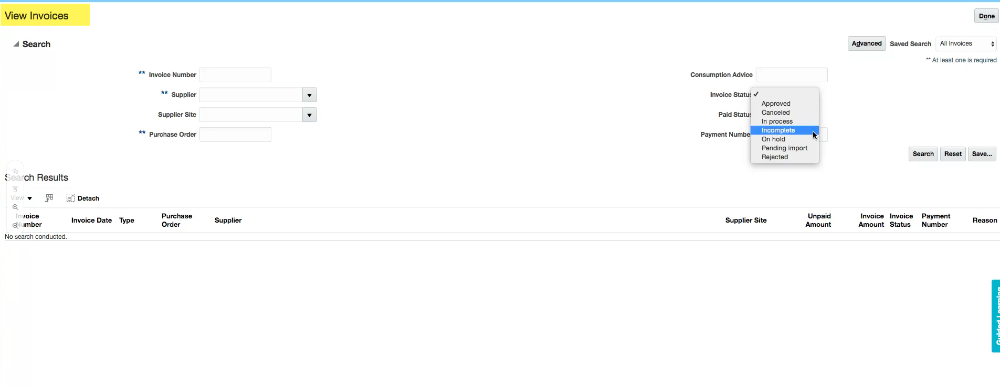 View Invoices
Done
Search
Advanced Saved Search All Invoices
** At least one is required
** Invoice Number
Consumption Advice
** Supplier
Invoice Status ✓
Approved
Supplier Site
Paid Status
Canceled
In process
** Purchase Order
Payment Numbe
Incomplete
On hold
Pending import
Rejected
Search Reset Save...
Search Results
View Detach
Invoice Number Invoice Date Type Purchase Order Supplier Supplier Site Unpaid Amount Invoice Amount Invoice Status Payment Number Reason
No search conducted.
Guided Learning